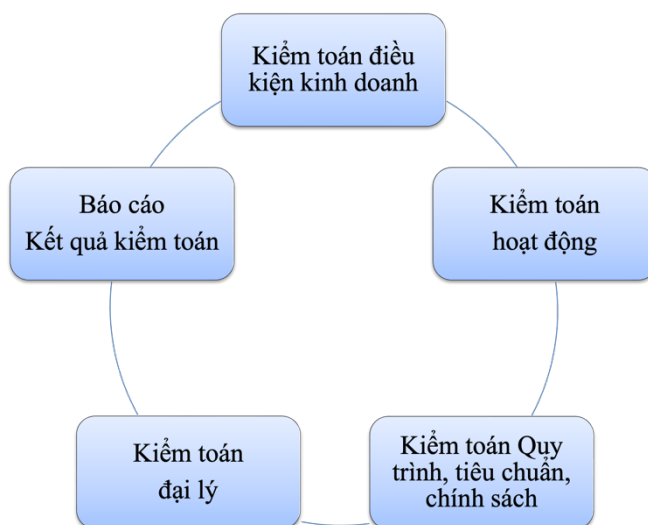 Kiểm toán điều
kiện kinh doanh
Kiểm toán
hoạt động
Kiểm toán Quy
trình, tiêu chuẩn,
chính sách
Kiểm toán
đại lý
Báo cáo
Kết quả kiểm toán